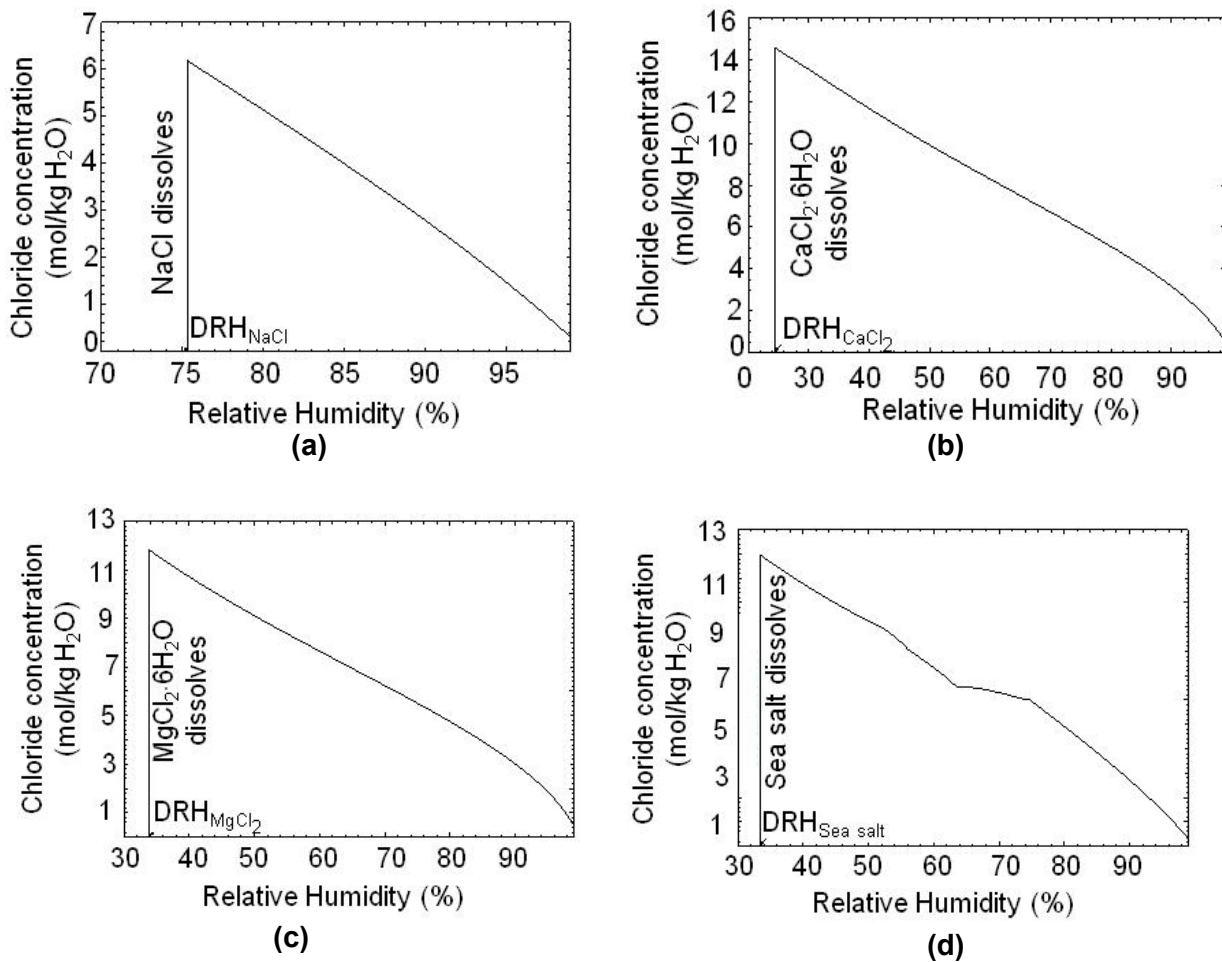 7
6
5
4
3
2
1
0
Chloride concentration
(mol/kg H₂O)
NaCl dissolves
DRH_NaCl
70 75 80 85 90 95
Relative Humidity (%)
(a)
16
14
12
10
8
6
4
2
0
Chloride concentration
(mol/kg H₂O)
CaCl₂·6H₂O
dissolves
DRH_CaCl₂
0 30 40 50 60 70 80 90
Relative Humidity (%)
(b)
13
11
9
7
5
3
1
Chloride concentration
(mol/kg H₂O)
MgCl₂·6H₂O
dissolves
DRH_MgCl₂
30 40 50 60 70 80 90
Relative Humidity (%)
(c)
13
11
9
7
5
3
1
Chloride concentration
(mol/kg H₂O)
Sea salt dissolves
DRH_Sea salt
30 40 50 60 70 80 90
Relative Humidity (%)
(d)